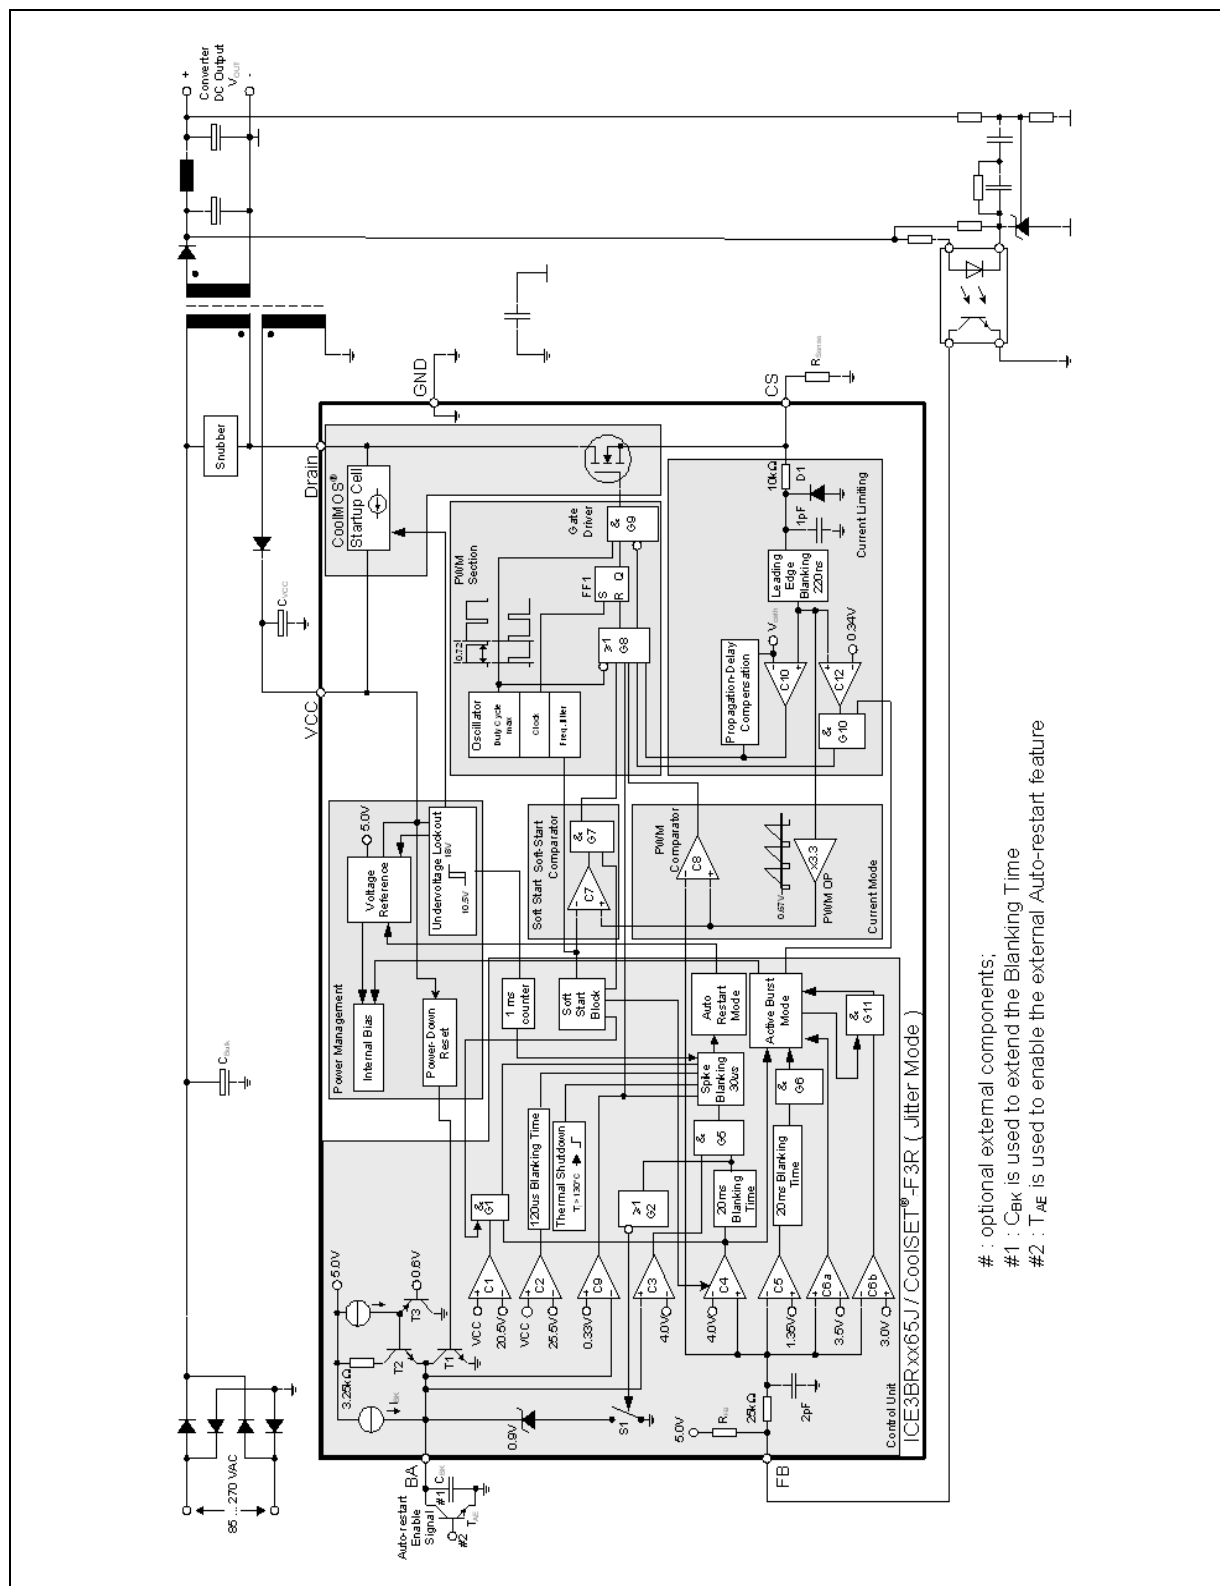 +
Converter
DC Output
VOUT
-
Snubber
85 ... 270 VAC
CBulk
CVCC
VCC
Drain
GND
CS
RSense
CoolMOS®
Startup Cell
Power Management
Internal Bias
Voltage
Reference
5.0V
Power-Down
Reset
Undervoltage Lockout
18V
10.5V
PWM
Section
0.72
Oscillator
Duty Cycle
max
Clock
Freq. Jitter
Gate
Driver
FF1
S
R
Q
≥1
G8
&
G9
1 ms
counter
Soft
Start
Block
Soft Start
Soft-Start
Comparator
C7
&
G7
5.0V
3.25kΩ
IBK
T2
T3
0.6V
T1
VCC
20.5V
C1
&
G1
VCC
25.5V
C2
120us Blanking Time
Thermal Shutdown
Tj >130°C
0.33V
C9
4.0V
C3
≥1
G2
Spike
Blanking
30us
Auto
Restart
Mode
&
G5
4.0V
C4
20ms
Blanking
Time
1.35V
C5
20ms Blanking
Time
&
G6
Active Burst
Mode
3.5V
C6a
3.0V
C6b
&
G11
PWM
Comparator
C8
0.67V
x3.3
PWM OP
Current Mode
Propagation-Delay
Compensation
Vcsth
C10
C12
0.34V
&
G10
Leading
Edge
Blanking
220ns
10kΩ
D1
1pF
Current Limiting
0.9V
S1
5.0V
RFB
25kΩ
2pF
BA
FB
#1
CBK
Auto-restart
Enable
Signal
#2
TAE
Control Unit
ICE3BRxx65J / CoolSET®-F3R ( Jitter Mode )
# : optional external components;
#1 : CBK is used to extend the Blanking Time
#2 : TAE is used to enable the external Auto-restart feature